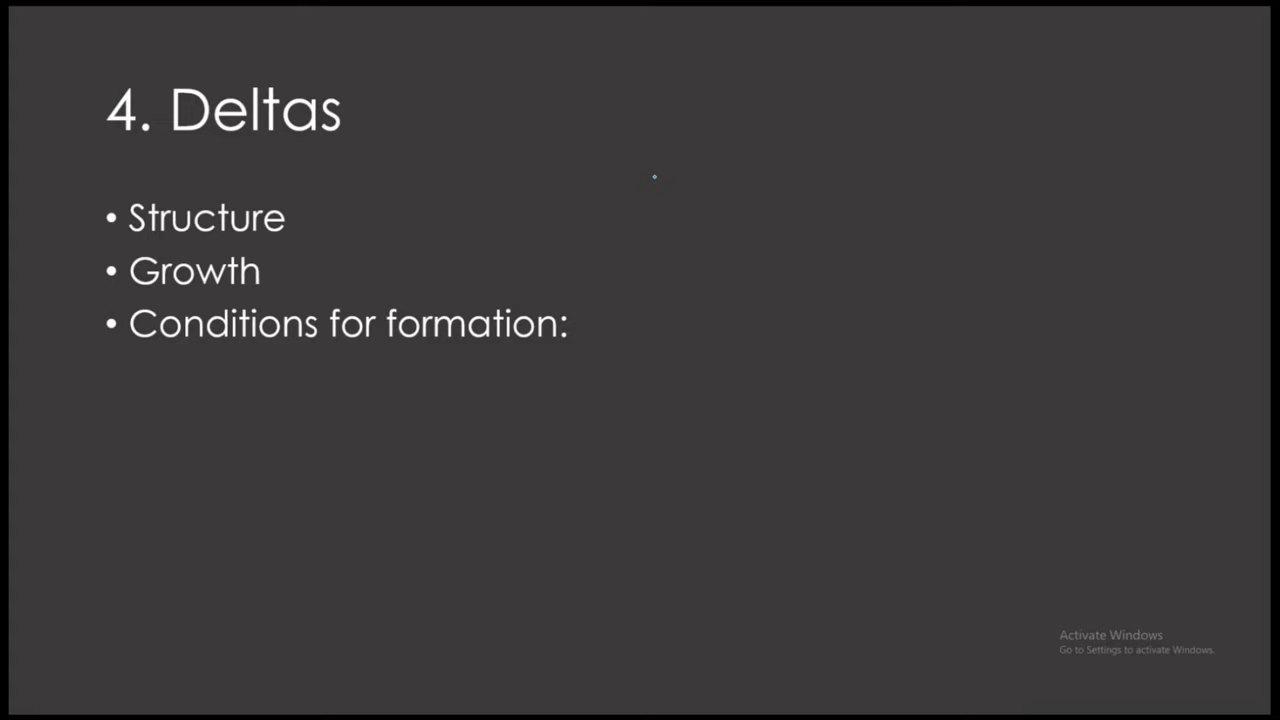 4. Deltas
• Structure
• Growth
• Conditions for formation:
Activate Windows
Go to Settings to activate Windows.